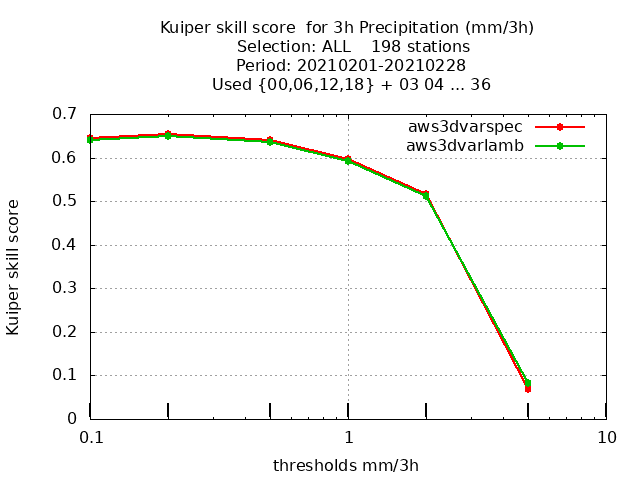 Kuiper skill score  for 3h Precipitation (mm/3h)
Selection: ALL    198 stations
Period: 20210201-20210228
Used {00,06,12,18} + 03 04 ... 36
aws3dvarspec
aws3dvarlamb
Kuiper skill score
0.7
0.6
0.5
0.4
0.3
0.2
0.1
0
0.1 1 10
thresholds mm/3h